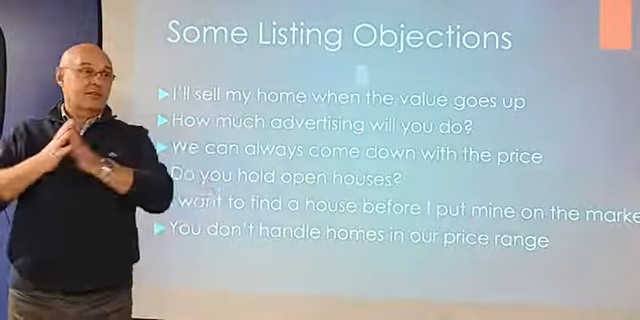 Some Listing Objections
I'll sell my home when the value goes up
How much advertising will you do?
We can always come down with the price
Do you hold open houses?
want to find a house before I put mine on the marke
You don't handle homes in our price range